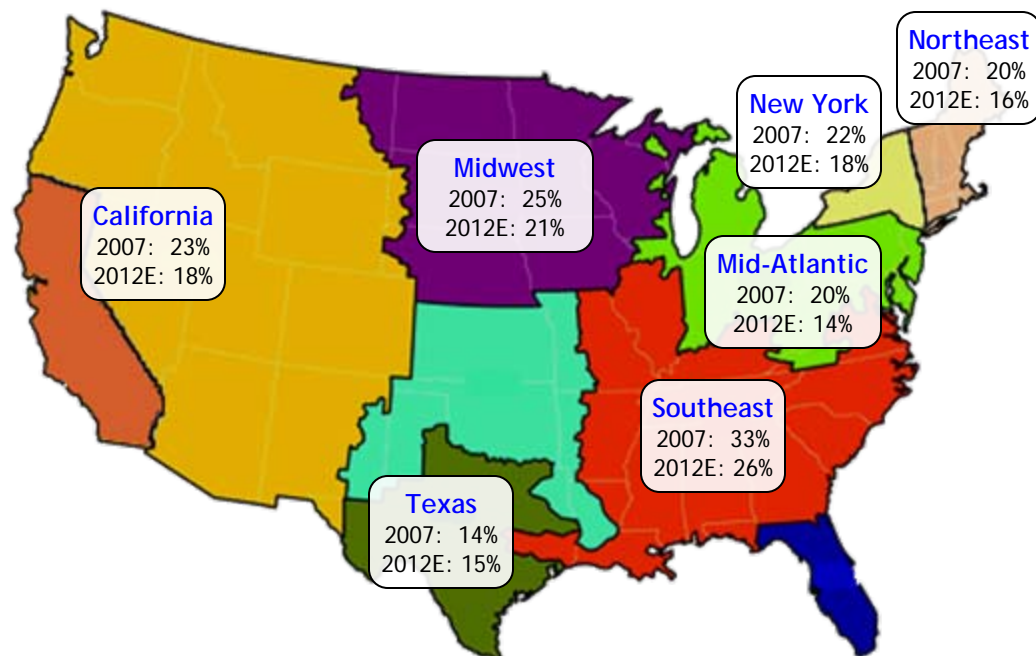 Northeast
2007: 20%
2012E: 16%
New York
2007: 22%
2012E: 18%
Midwest
2007: 25%
2012E: 21%
California
2007: 23%
2012E: 18%
Mid-Atlantic
2007: 20%
2012E: 14%
Southeast
2007: 33%
2012E: 26%
Texas
2007: 14%
2012E: 15%